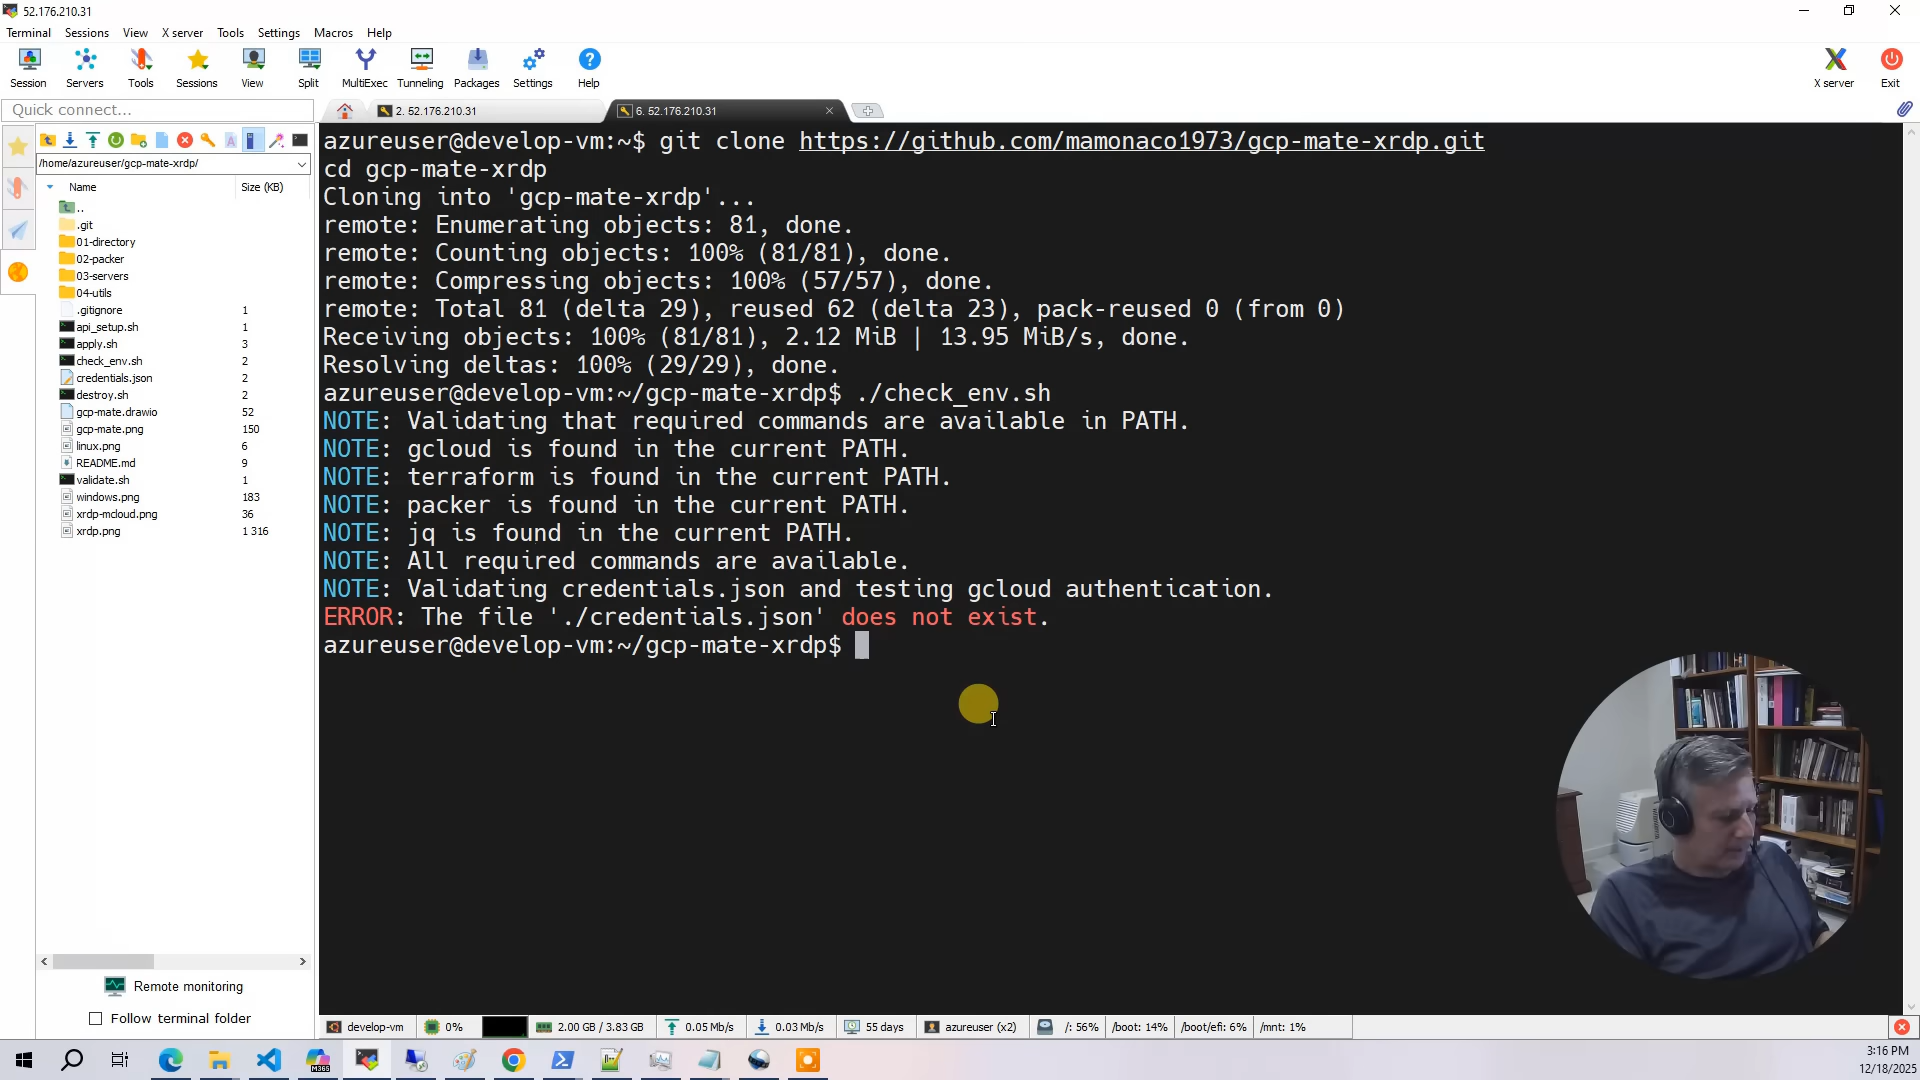 52.176.210.31
Terminal Sessions View X server Tools Settings Macros Help
Session Servers Tools Sessions View Split MultiExec Tunneling Packages Settings Help X server Exit
Quick connect...
2. 52.176.210.31
6. 52.176.210.31
/home/azureuser/gcp-mate-xrdp/
Name Size (KB)
..
.git
01-directory
02-packer
03-servers
04-utils
.gitignore 1
api_setup.sh 1
apply.sh 3
check_env.sh 2
credentials.json 2
destroy.sh 2
gcp-mate.drawio 52
gcp-mate.png 150
linux.png 6
README.md 9
validate.sh 1
windows.png 183
xrdp-mcloud.png 36
xrdp.png 1 316
Remote monitoring
Follow terminal folder
azureuser@develop-vm:~$ git clone https://github.com/mamonaco1973/gcp-mate-xrdp.git
cd gcp-mate-xrdp
Cloning into 'gcp-mate-xrdp'...
remote: Enumerating objects: 81, done.
remote: Counting objects: 100% (81/81), done.
remote: Compressing objects: 100% (57/57), done.
remote: Total 81 (delta 29), reused 62 (delta 23), pack-reused 0 (from 0)
Receiving objects: 100% (81/81), 2.12 MiB | 13.95 MiB/s, done.
Resolving deltas: 100% (29/29), done.
azureuser@develop-vm:~/gcp-mate-xrdp$ ./check_env.sh
NOTE: Validating that required commands are available in PATH.
NOTE: gcloud is found in the current PATH.
NOTE: terraform is found in the current PATH.
NOTE: packer is found in the current PATH.
NOTE: jq is found in the current PATH.
NOTE: All required commands are available.
NOTE: Validating credentials.json and testing gcloud authentication.
ERROR: The file './credentials.json' does not exist.
azureuser@develop-vm:~/gcp-mate-xrdp$
develop-vm 0% 2.00 GB / 3.83 GB 0.05 Mb/s 0.03 Mb/s 55 days azureuser (x2) /: 56% /boot: 14% /boot/efi: 6% /mnt: 1%
M365
3:16 PM
12/18/2025